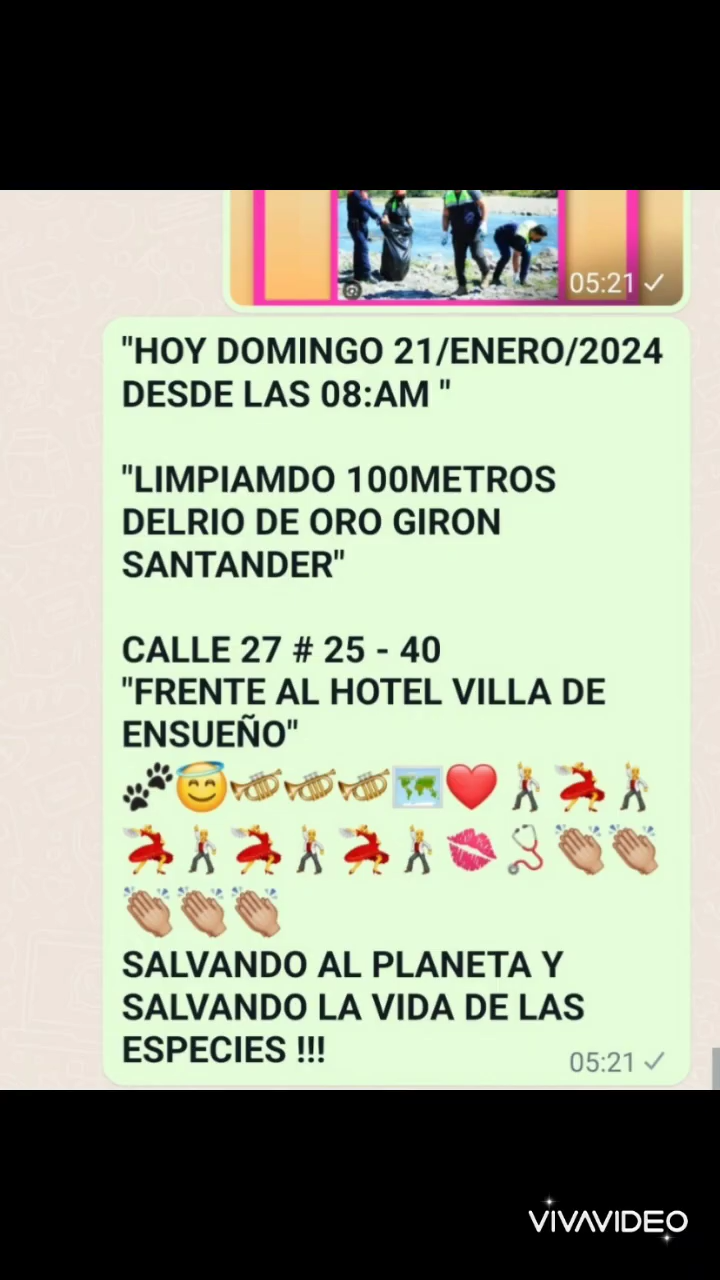 05:21
"HOY DOMINGO 21/ENERO/2024
DESDE LAS 08:AM "
"LIMPIAMDO 100METROS
DELRIO DE ORO GIRON
SANTANDER"
CALLE 27 # 25 - 40
"FRENTE AL HOTEL VILLA DE
ENSUEÑO"
SALVANDO AL PLANETA Y
SALVANDO LA VIDA DE LAS
ESPECIES !!!
05:21
VIVAVIDEO